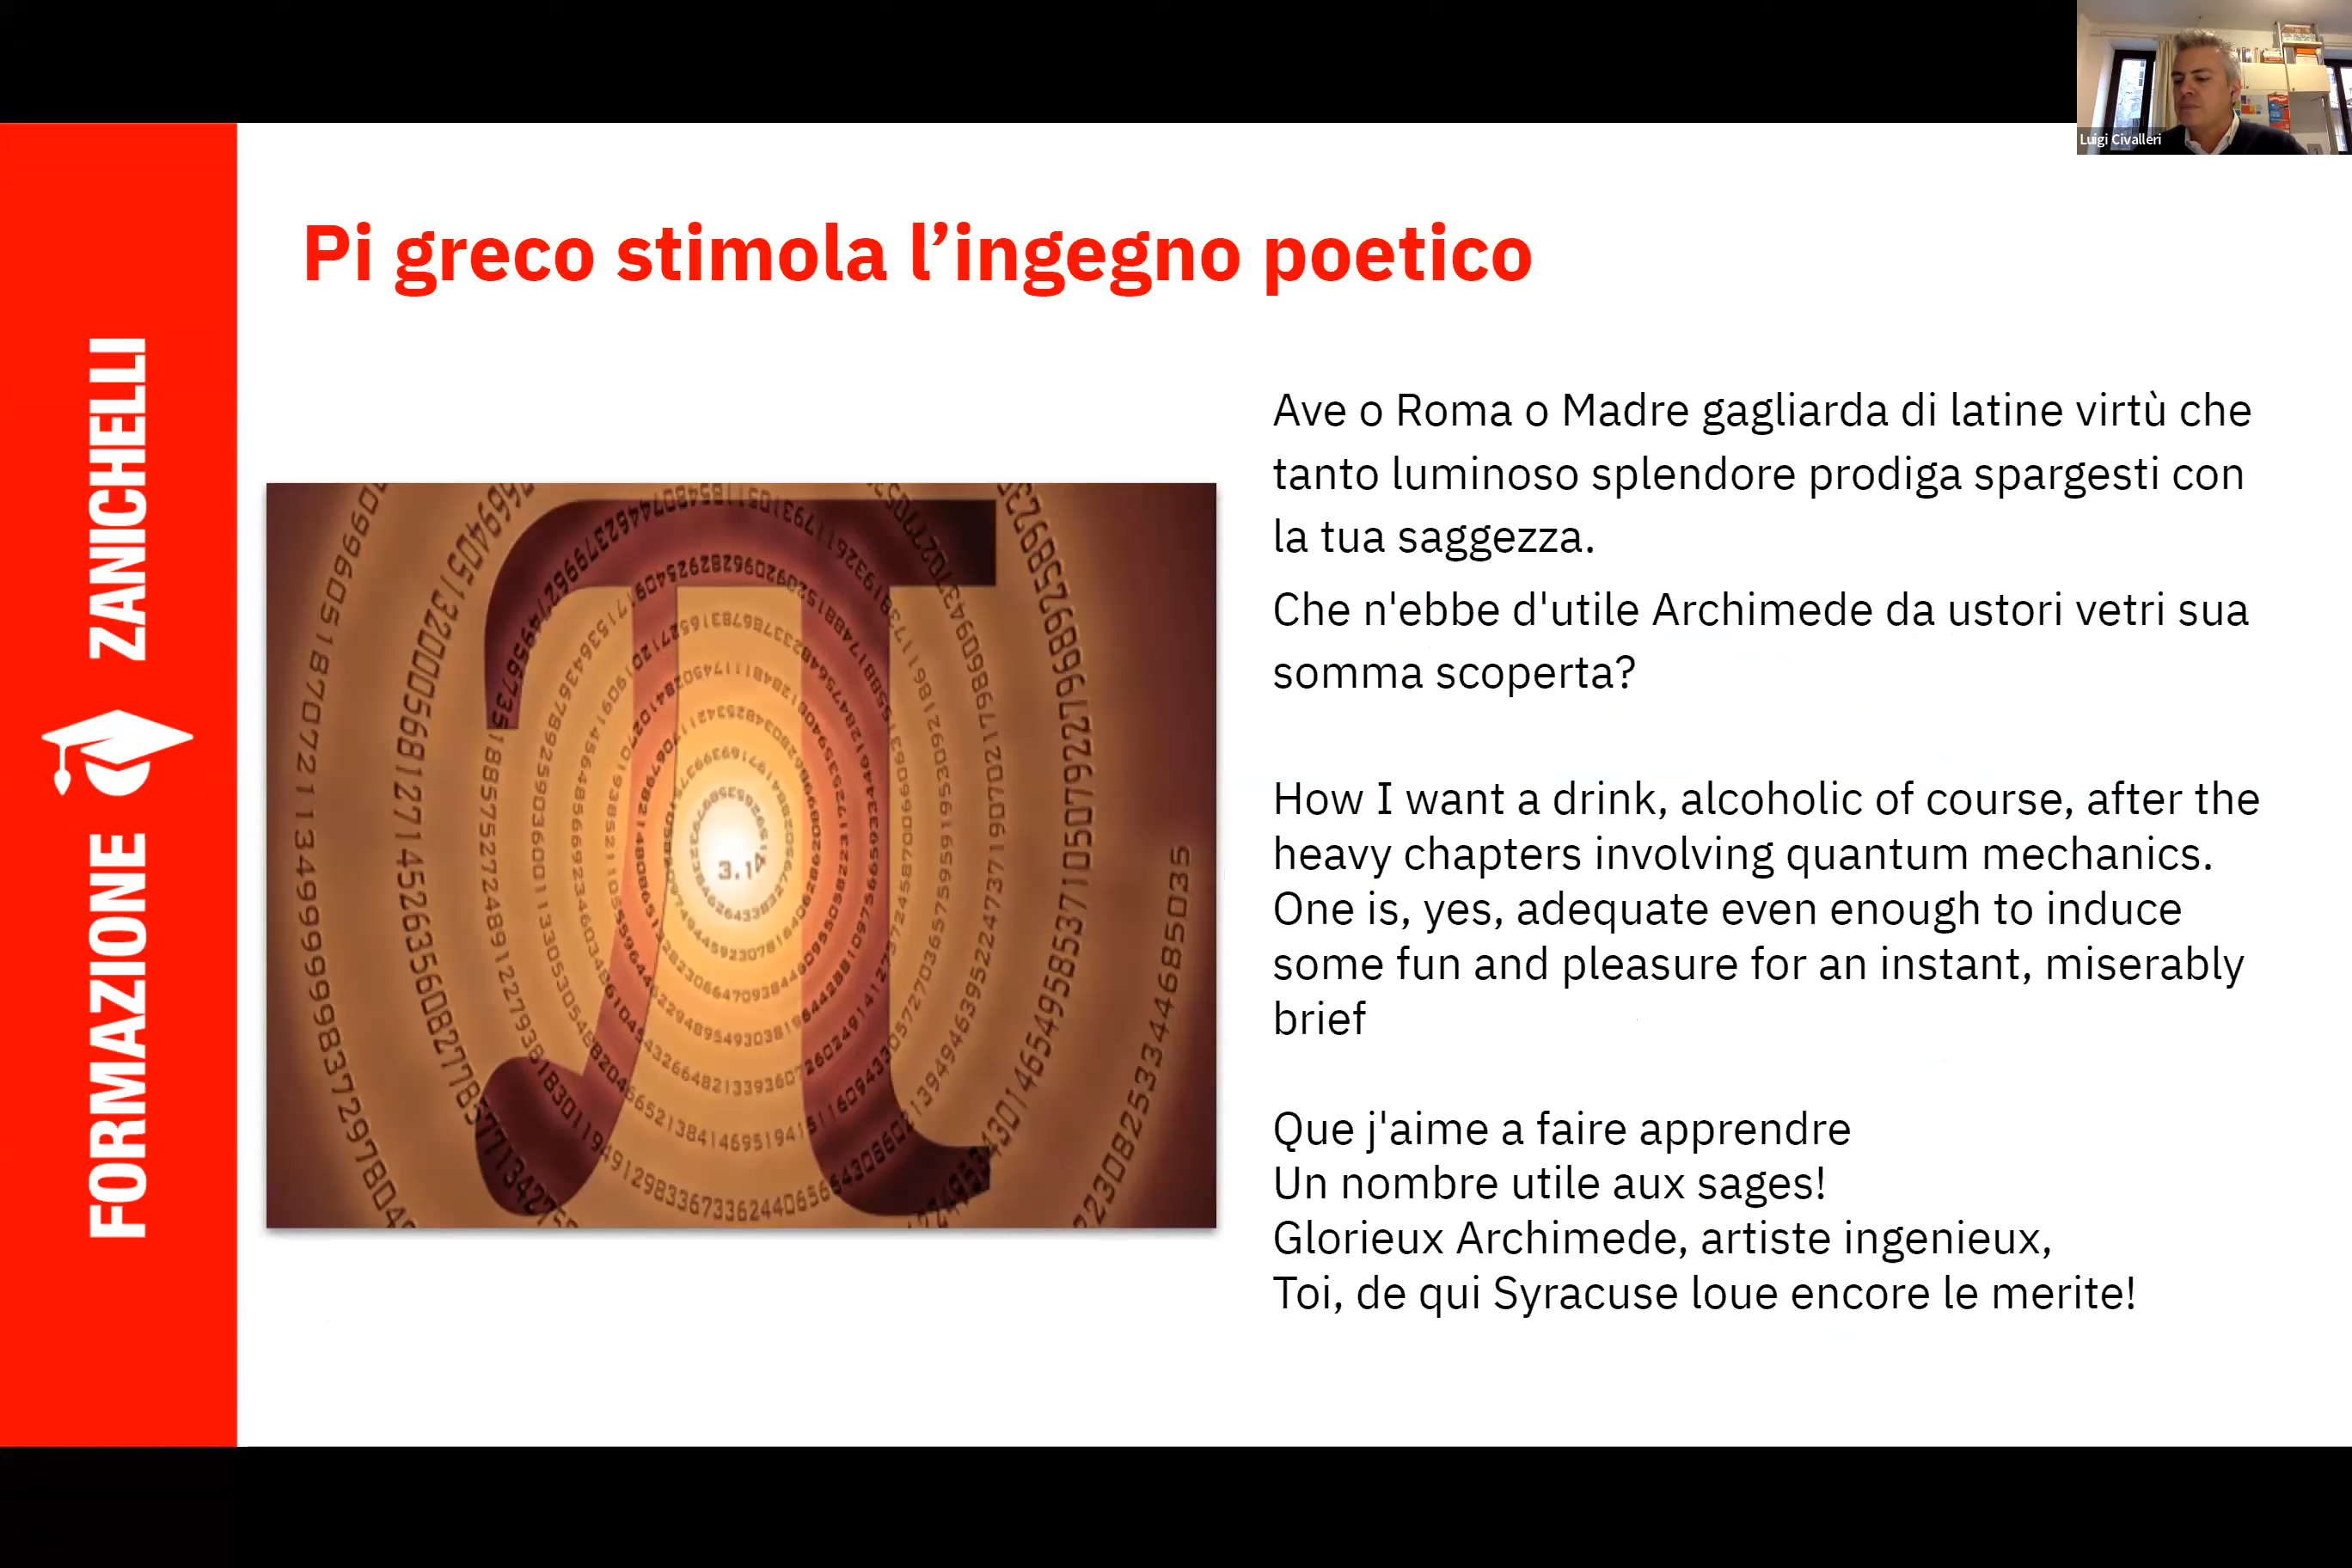 Luigi Civalleri
FORMAZIONE ZANICHELLI
Pi greco stimola l’ingegno poetico
3.14
Ave o Roma o Madre gagliarda di latine virtù che
tanto luminoso splendore prodiga spargesti con
la tua saggezza.
Che n'ebbe d'utile Archimede da ustori vetri sua
somma scoperta?
How I want a drink, alcoholic of course, after the
heavy chapters involving quantum mechanics.
One is, yes, adequate even enough to induce
some fun and pleasure for an instant, miserably
brief
Que j'aime a faire apprendre
Un nombre utile aux sages!
Glorieux Archimede, artiste ingenieux,
Toi, de qui Syracuse loue encore le merite!